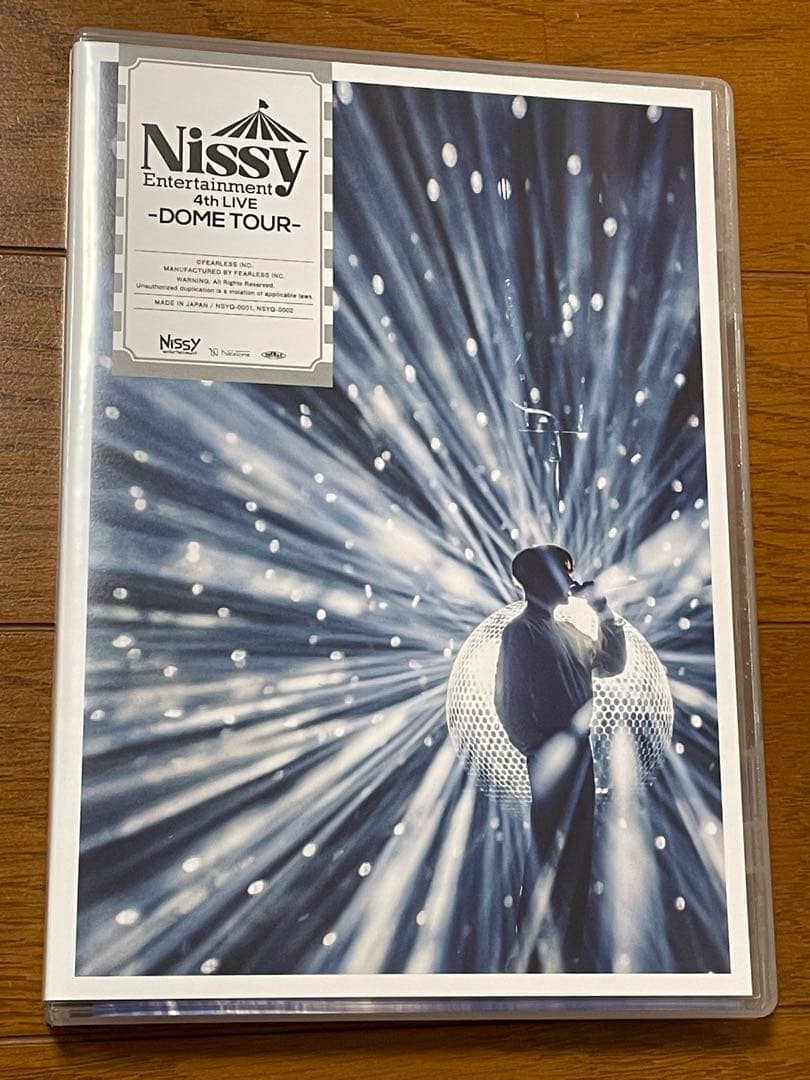 Nissy
Entertainment
4th LIVE
-DOME TOUR-
©FEARLESS INC.
MANUFACTURED BY FEARLESS INC.
WARNING: All Rights Reserved.
Unauthorized duplication is a violation of applicable laws
MADE IN JAPAN / NSYQ-0001, NSYQ-0002
Nissy
entertainment